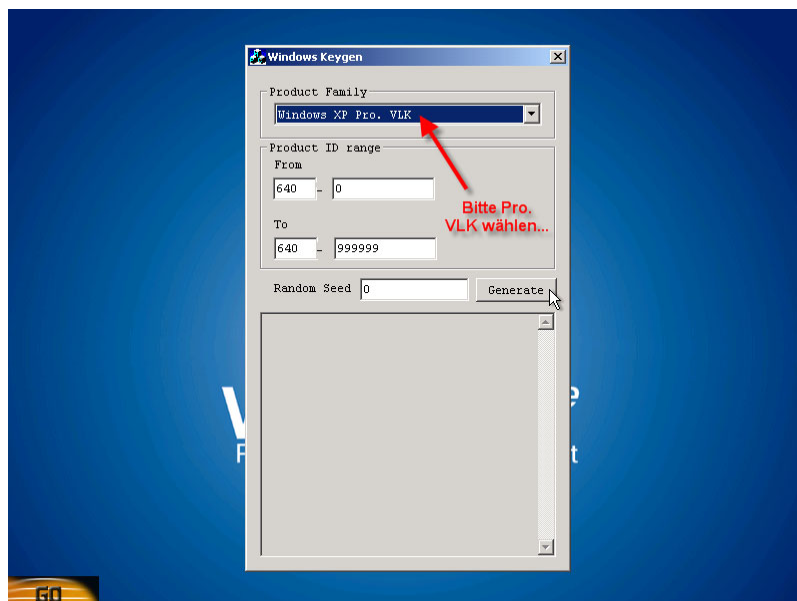 Windows Keygen
Product Family
Windows XP Pro. VLK
Product ID range
From
640 - 0
Bitte Pro.
VLK wählen...
To
640 - 999999
Random Seed 0 Generate
GO